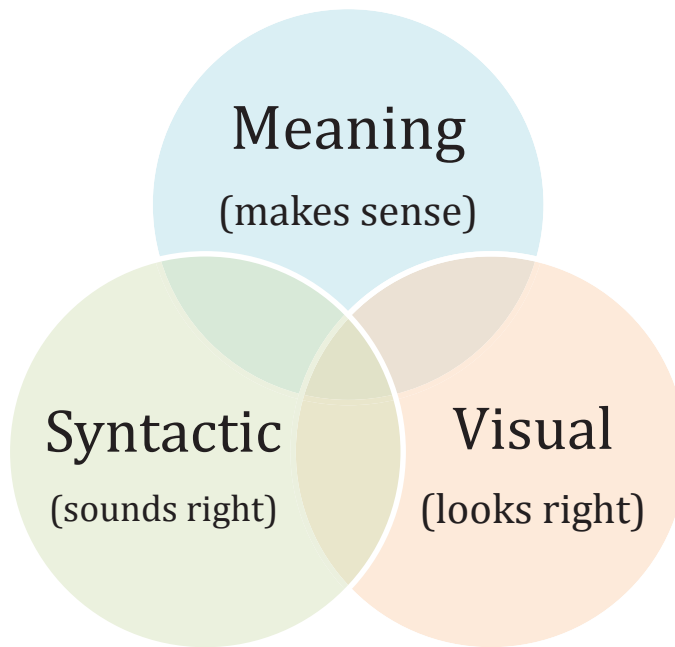 Meaning
(makes sense)
Syntactic
(sounds right)
Visual
(looks right)